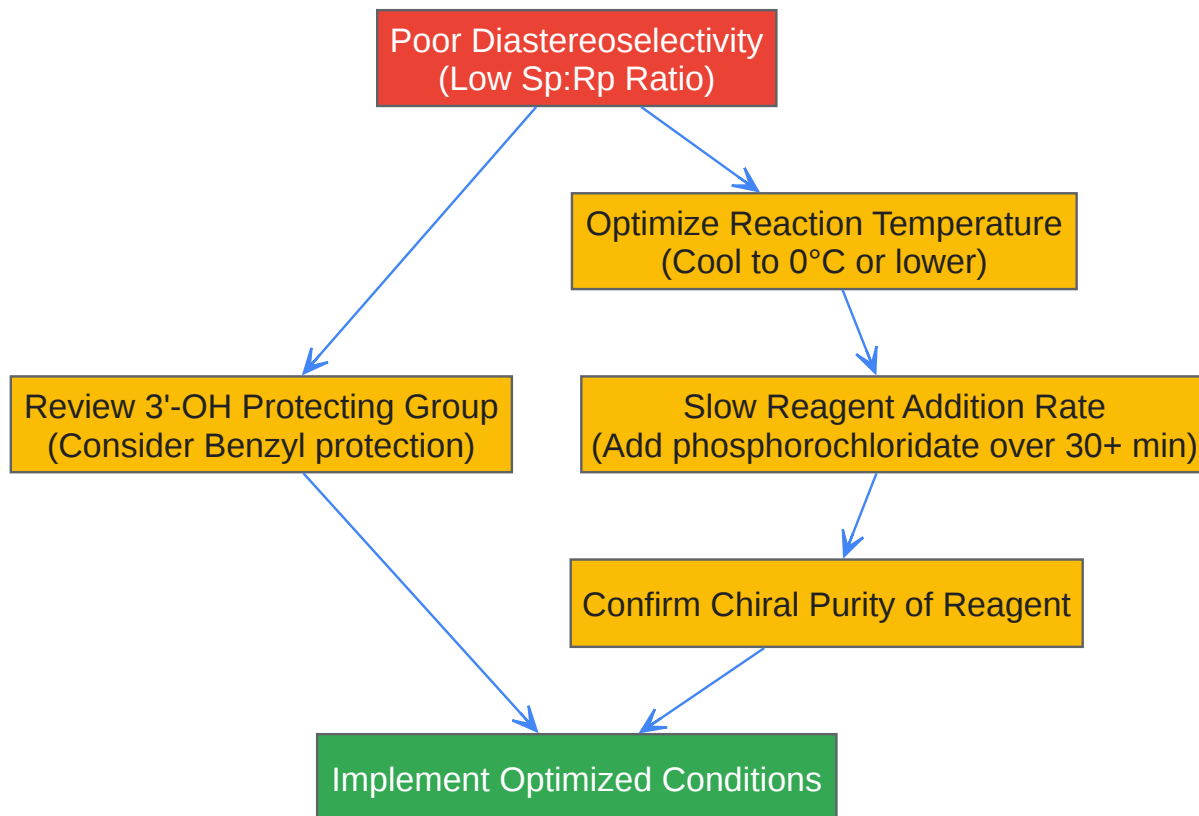 Poor Diastereoselectivity
(Low Sp:Rp Ratio)
Optimize Reaction Temperature
(Cool to 0°C or lower)
Review 3'-OH Protecting Group
(Consider Benzyl protection)
Slow Reagent Addition Rate
(Add phosphorochloridate over 30+ min)
Confirm Chiral Purity of Reagent
Implement Optimized Conditions